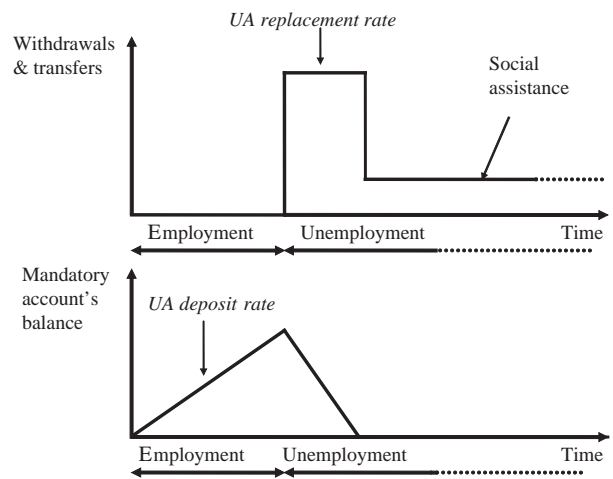 UA replacement rate
Withdrawals
& transfers
Social
assistance
Employment
Unemployment
Time
Mandatory
account's
balance
UA deposit rate
Employment
Unemployment
Time